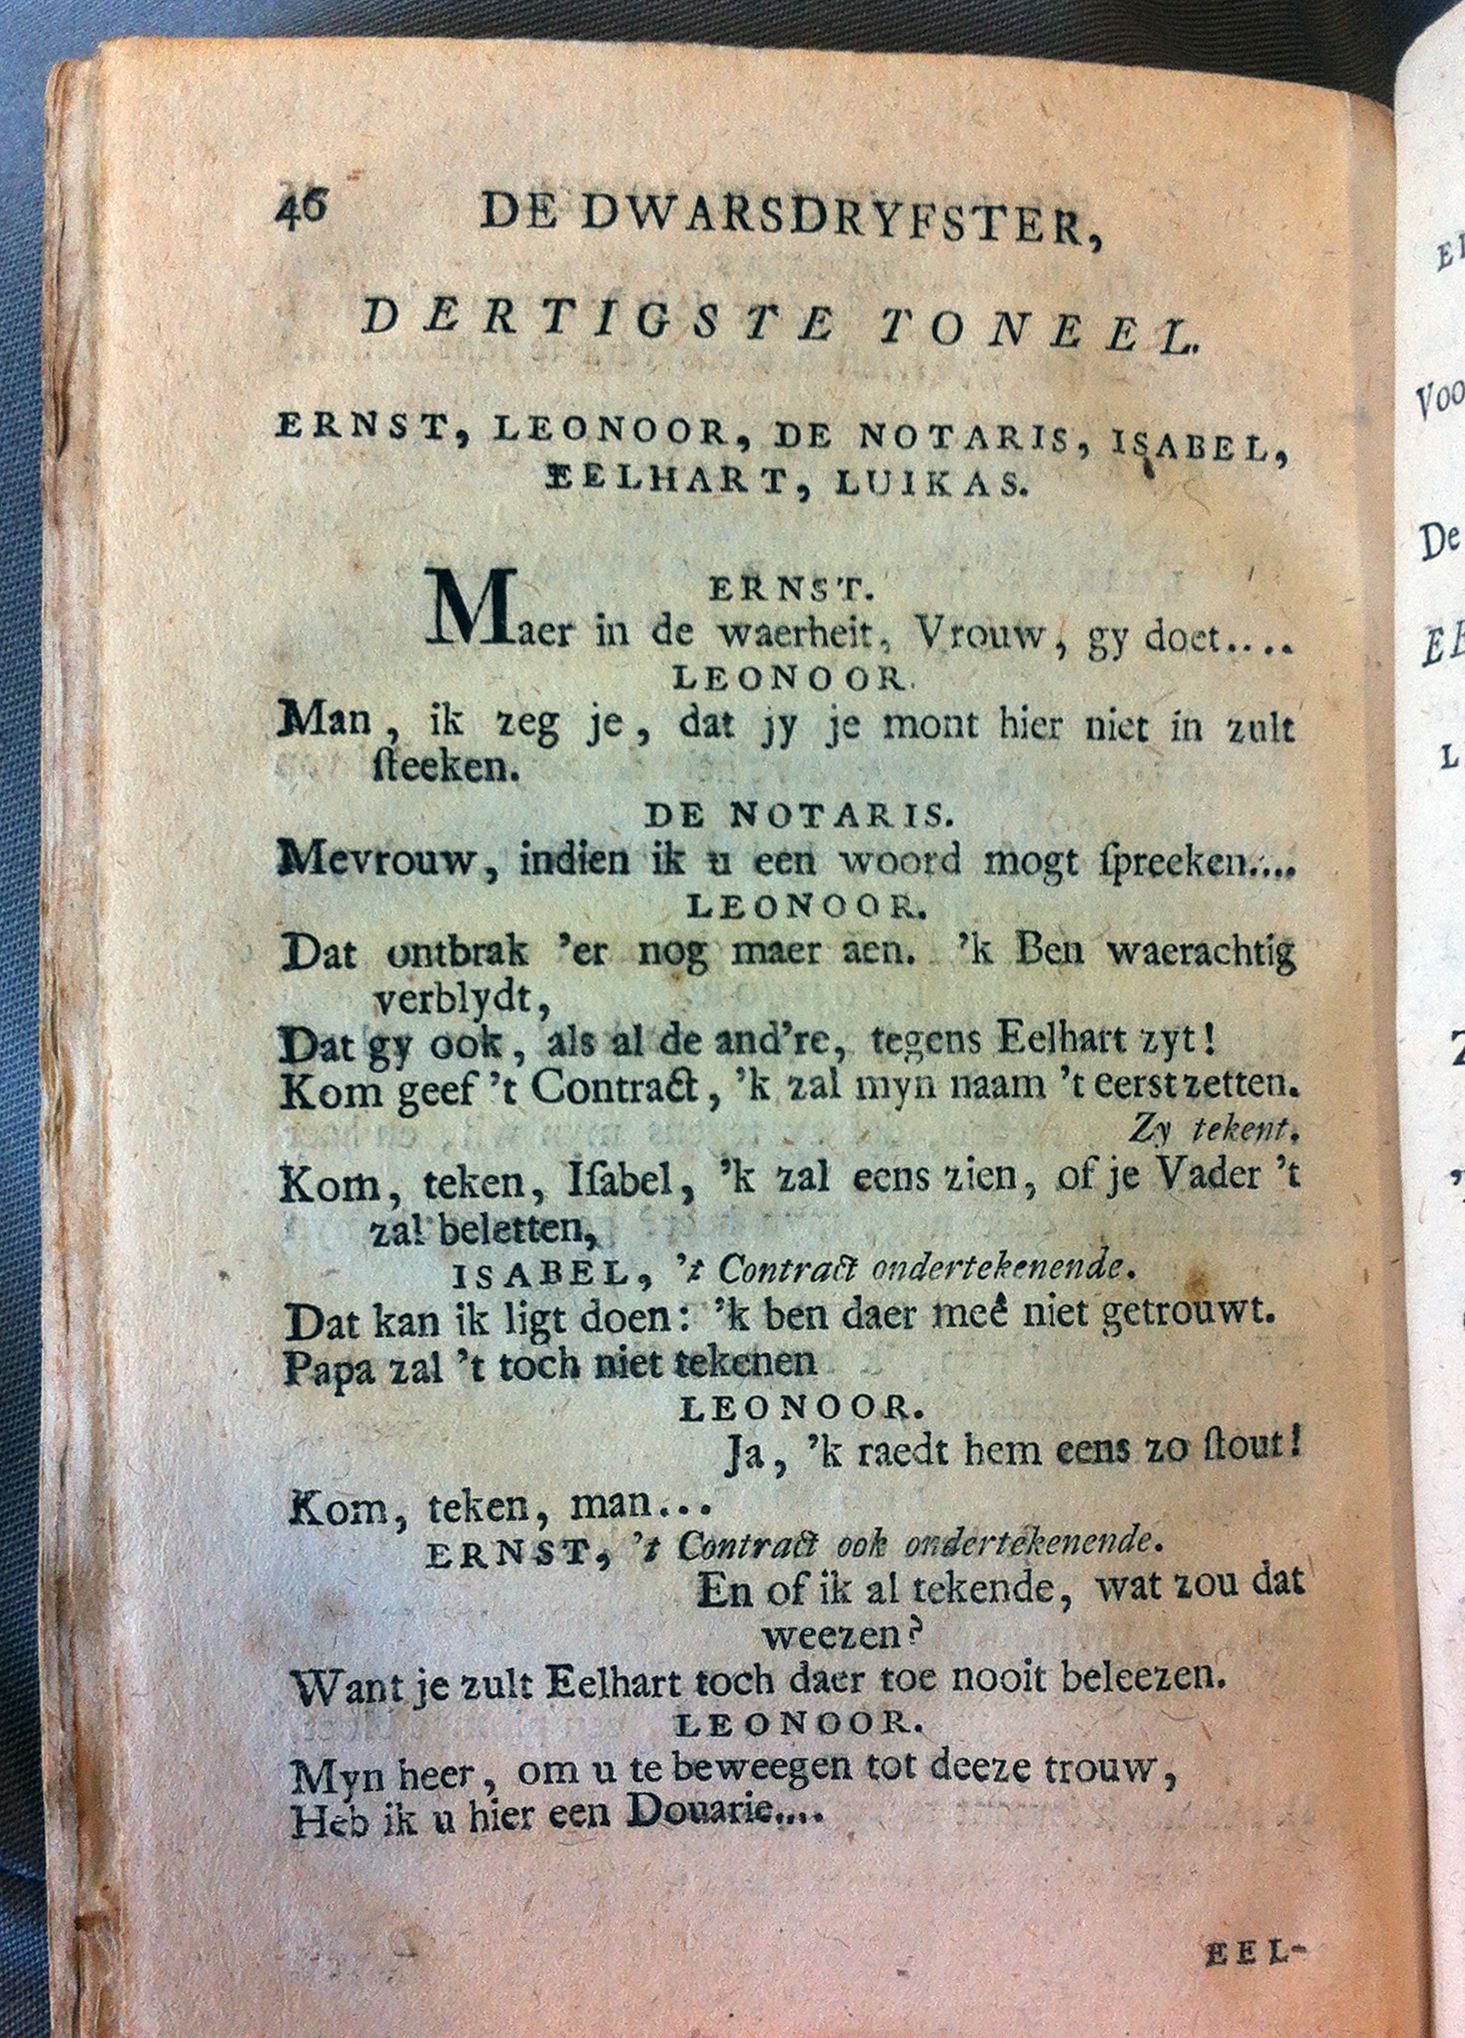 46 DE DWARSDRYFSTER,
DERTIGSTE TONEEL.
ERNST, LEONOOR, DE NOTARIS, ISABEL,
EELHART, LUIKAS.
ERNST.
Maer in de waerheit, Vrouw, gy doet....
LEONOOR.
Man, ik zeg je, dat jy je mont hier niet in zult
ſteeken.
DE NOTARIS.
Mevrouw, indien ik u een woord mogt ſpreeken....
LEONOOR.
Dat ontbrak 'er nog maer aen. 'k Ben waerachtig
verblydt,
Dat gy ook, als al de and're, tegens Eelhart zyt!
Kom geef 't Contract, 'k zal myn naam 't eerst zetten.
Zy tekent.
Kom, teken, Iſabel, 'k zal eens zien, of je Vader 't
zal beletten,
ISABEL, 't Contract ondertekenende.
Dat kan ik ligt doen: 'k ben daer meê niet getrouwt.
Papa zal 't toch niet tekenen
LEONOOR.
Ja, 'k raedt hem eens zo ſtout!
Kom, teken, man...
ERNST, 't Contract ook ondertekenende.
En of ik al tekende, wat zou dat
weezen?
Want je zult Eelhart toch daer toe nooit beleezen.
LEONOOR.
Myn heer, om u te beweegen tot deeze trouw,
Heb ik u hier een Douarie....
EEL-